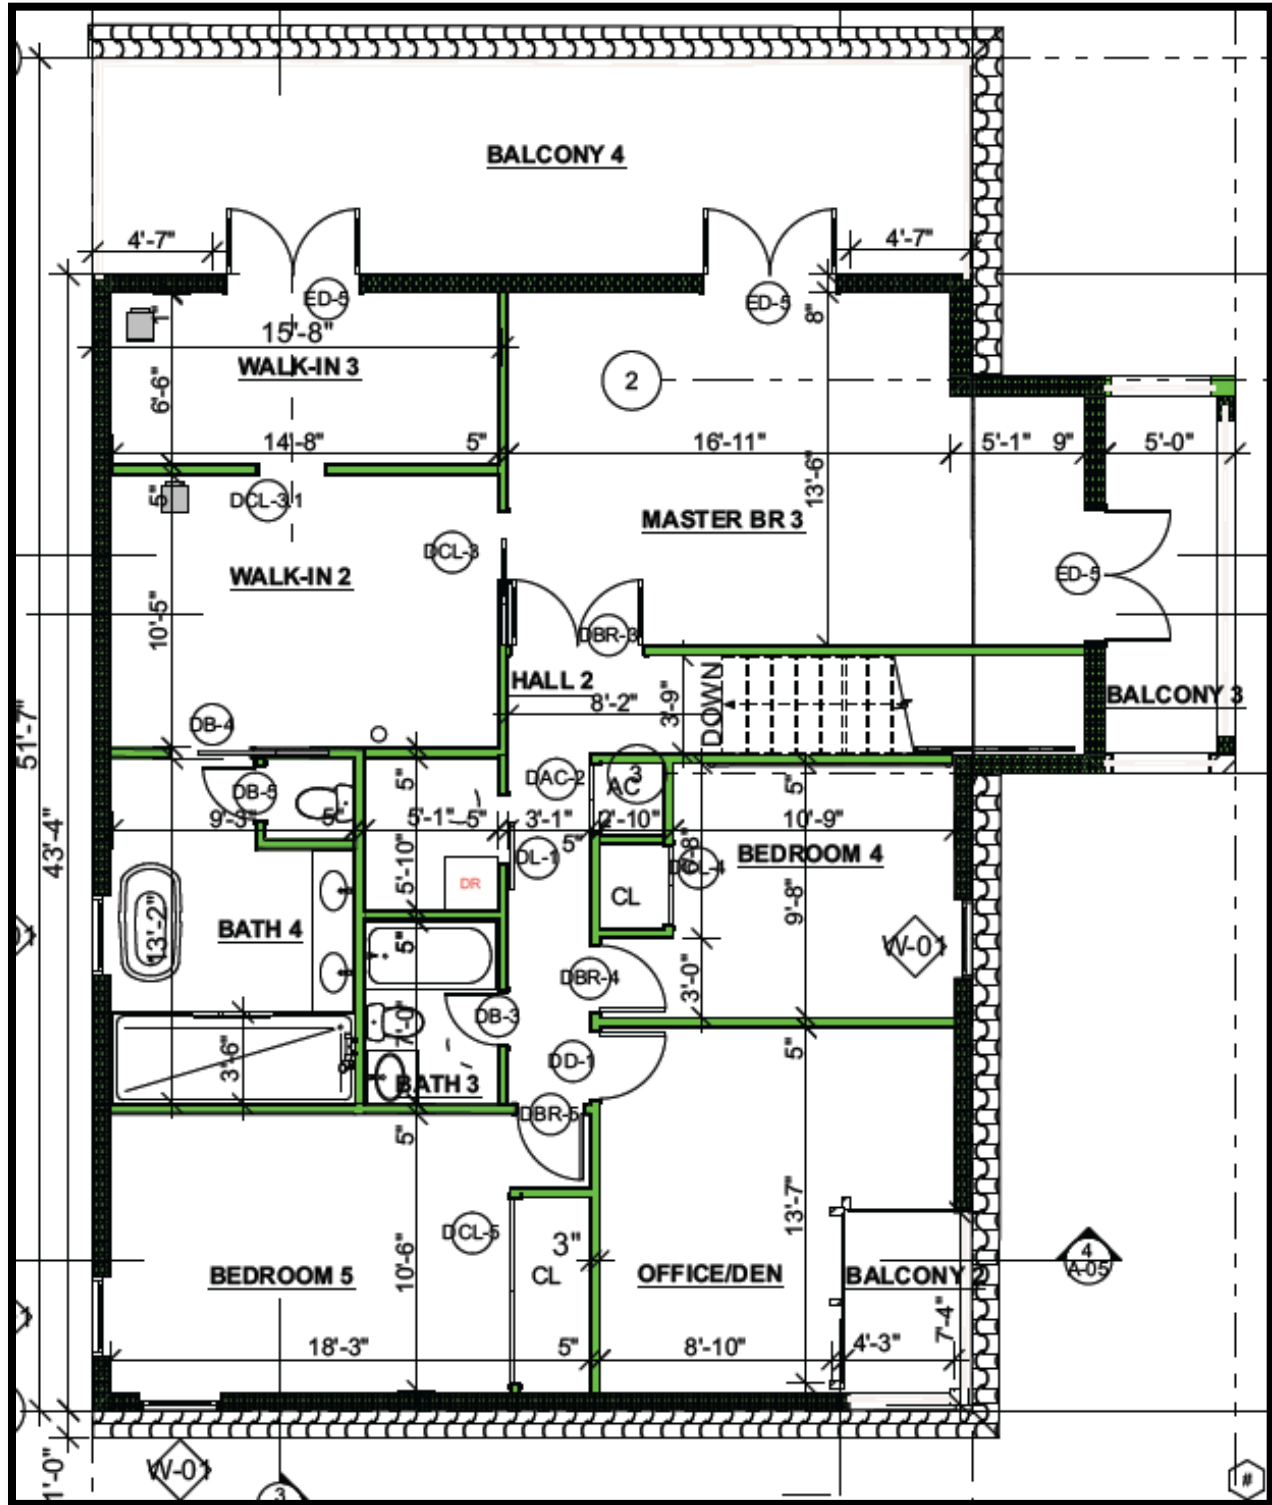 BALCONY 4
4'-7"
4'-7"
ED-5
ED-5
1"
8"
15'-8"
WALK-IN 3
2
6'-6"
14'-8"
5"
16'-11"
5'-1"
9"
5'-0"
13'-6"
5"
DCL-3.1
MASTER BR 3
DCL-3
WALK-IN 2
ED-5
10'-5"
DBR-3
HALL 2
8'-2"
3'-9"
DOWN
BALCONY 3
DB-4
51'-7"
43'-4"
DB-5
DAC-2
3
AC
5"
5"
9'-3"
5"
5'-1"
5"
3'-1"
2'-10"
10'-9"
5"
DL-1
BEDROOM 4
5'-10"
DR
6'-8"
CL
9'-8"
13'-2"
BATH 4
5"
W-01
DBR-4
3'-0"
DB-3
7'-0"
5"
DD-1
3'-6"
BATH 3
DBR-5
5"
13'-7"
DCL-5
3"
4
A-05
BEDROOM 5
10'-6"
CL
OFFICE/DEN
BALCONY 2
7'-4"
18'-3"
5"
8'-10"
4'-3"
1'-0"
W-01
3
#